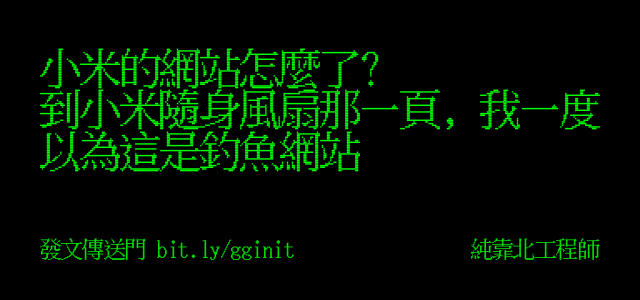 小米的網站怎麼了?
到小米隨身風扇那一頁，我一度
以為這是釣魚網站
發文傳送門 bit.ly/gginit
純靠北工程師